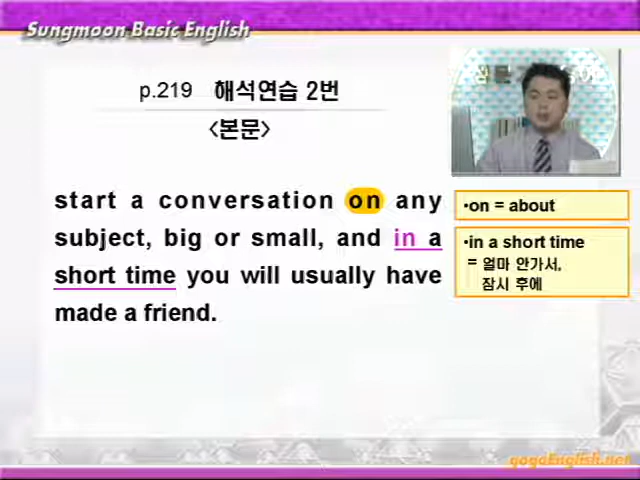 Sungmoon Basic English
p.219 해석연습 2번
<본문>
start a conversation on any
subject, big or small, and in a
short time you will usually have
made a friend.
•on = about
•in a short time
= 얼마 안가서,
잠시 후에
gogoEnglish.net